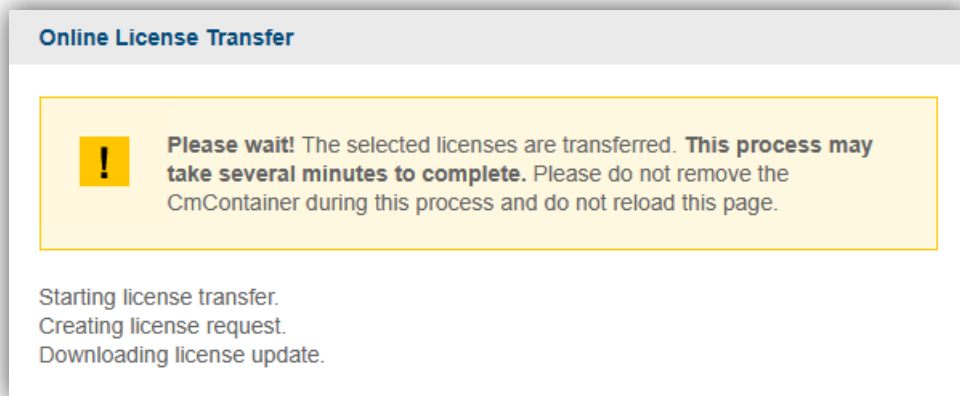 Online License Transfer
! Please wait! The selected licenses are transferred. This process may
take several minutes to complete. Please do not remove the
CmContainer during this process and do not reload this page.
Starting license transfer.
Creating license request.
Downloading license update.